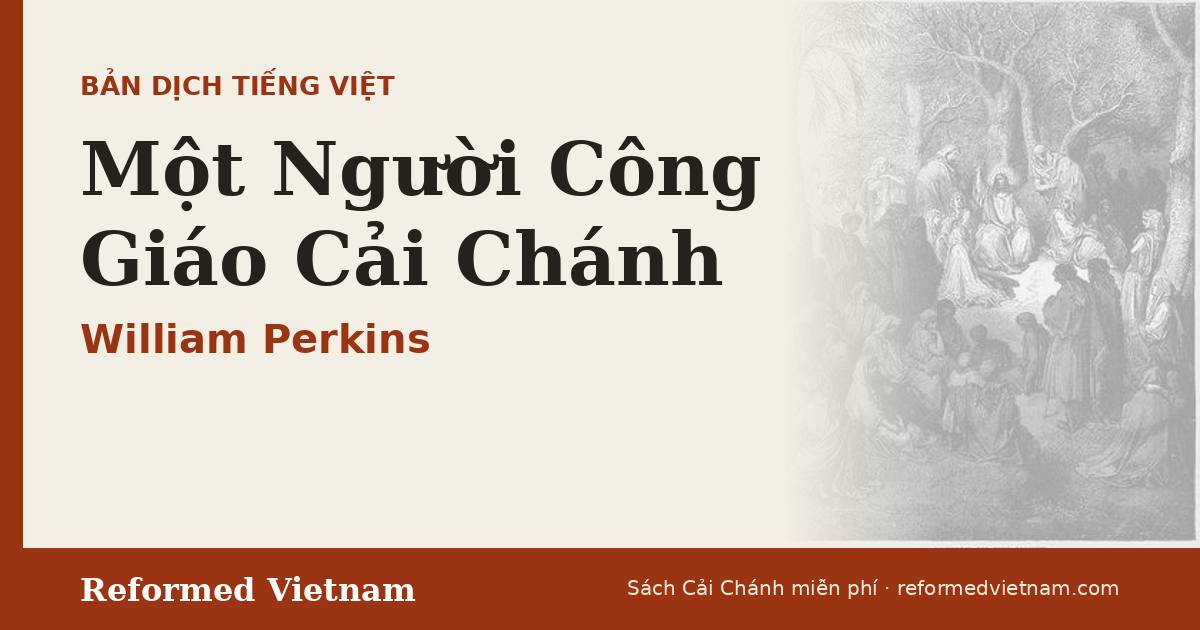 BẢN DỊCH TIẾNG VIỆT
Một Người Công
Giáo Cải Chánh
William Perkins
Reformed Vietnam
Sách Cải Chánh miễn phí · reformedvietnam.com